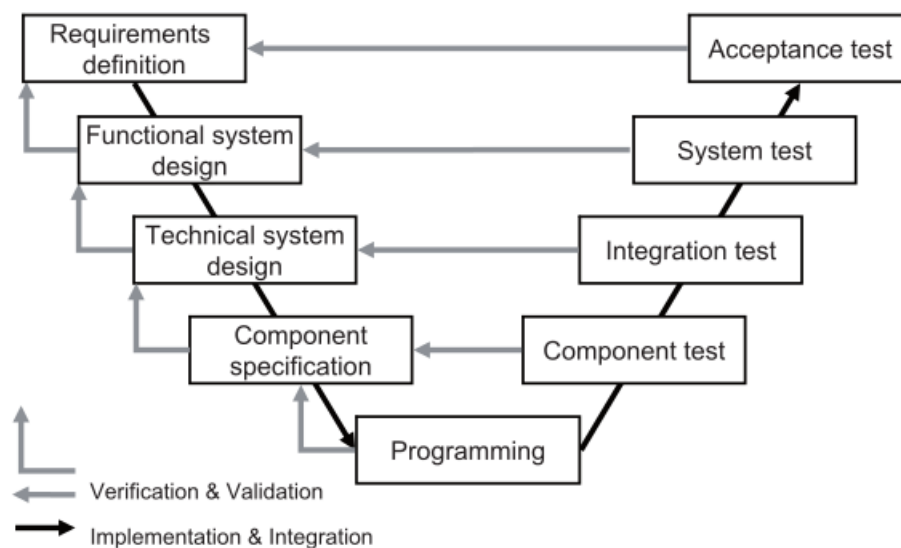 Requirements
definition
Acceptance test
Functional system
design
System test
Technical system
design
Integration test
Component
specification
Component test
Programming
Verification & Validation
Implementation & Integration